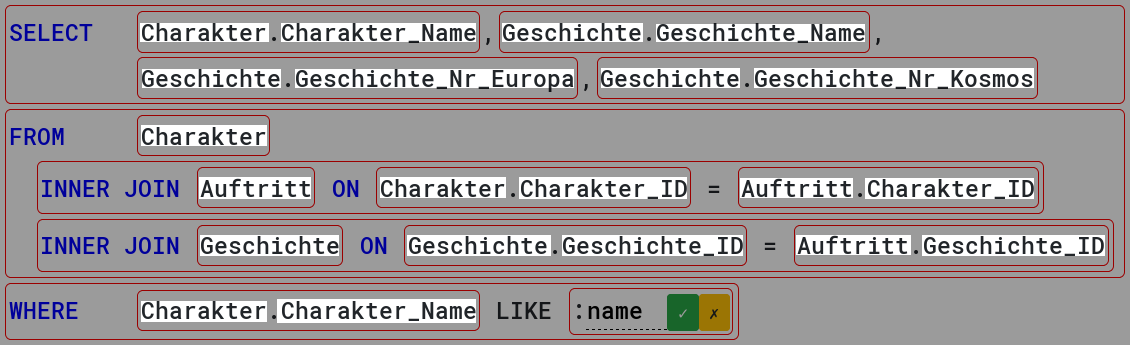 SELECT Charakter.Charakter_Name, Geschichte.Geschichte_Name,
Geschichte.Geschichte_Nr_Europa, Geschichte.Geschichte_Nr_Kosmos
FROM Charakter
INNER JOIN Auftritt ON Charakter.Charakter_ID = Auftritt.Charakter_ID
INNER JOIN Geschichte ON Geschichte.Geschichte_ID = Auftritt.Geschichte_ID
WHERE Charakter.Charakter_Name LIKE :name ✓ ✗